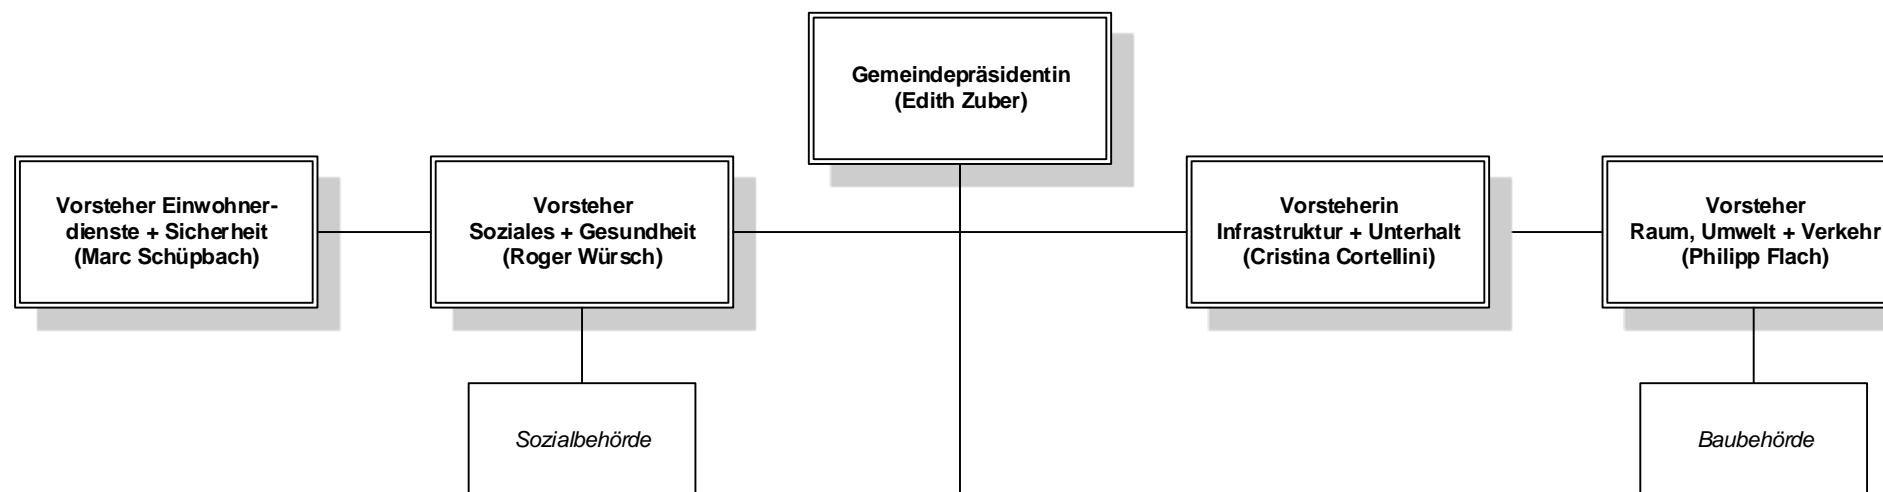 Gemeindepräsidentin
(Edith Zuber)
Vorsteher Einwohner-
dienste + Sicherheit
(Marc Schüpbach)
Vorsteher
Soziales + Gesundheit
(Roger Würsch)
Vorsteherin
Infrastruktur + Unterhalt
(Cristina Cortellini)
Vorsteher
Raum, Umwelt + Verkehr
(Philipp Flach)
Sozialbehörde
Baubehörde